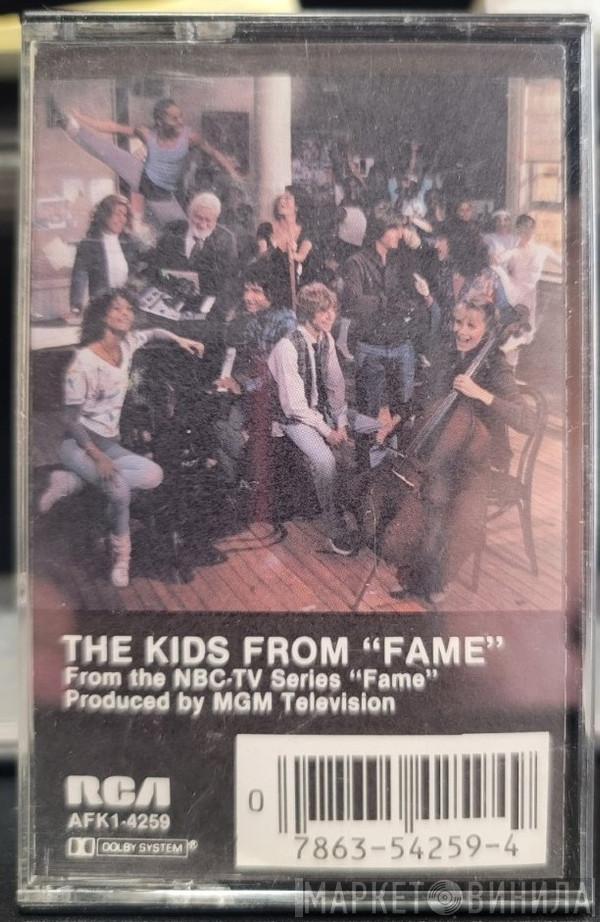 THE KIDS FROM “FAME”
From the NBC-TV Series “Fame”
Produced by MGM Television
RCA
AFK1-4259
DOLBY SYSTEM®
0 7863-54259-4
МАРКЕТ ВИНИЛА